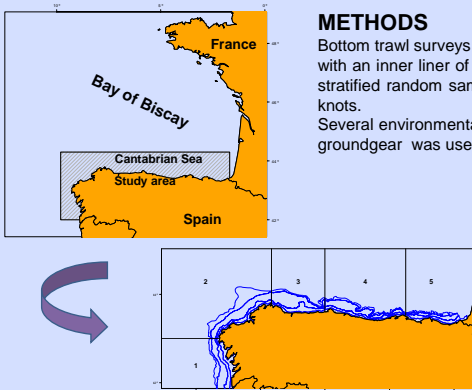 METHODS
Bottom trawl surveys
with an inner liner of
stratified random sam
knots.
Several environmenta
groundgear was use
France
Bay of Biscay
Cantabrian Sea
Study area
Spain
2
3
4
5
1